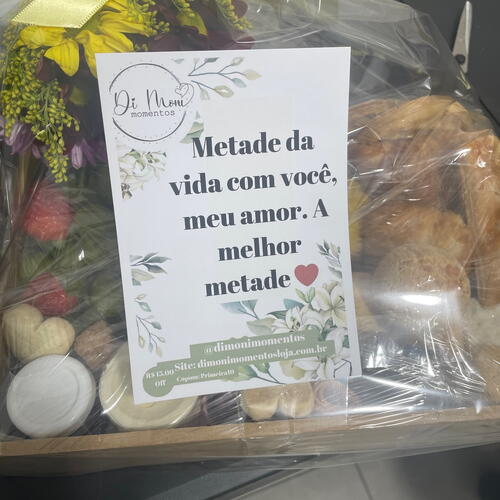 Di Moni
momentos
Metade da
vida com você,
meu amor. A
melhor
metade
@dimonimomentos
Site: dimonimomentosloja.com.br
R$ 15,00
Off
Cupom: Primeira10